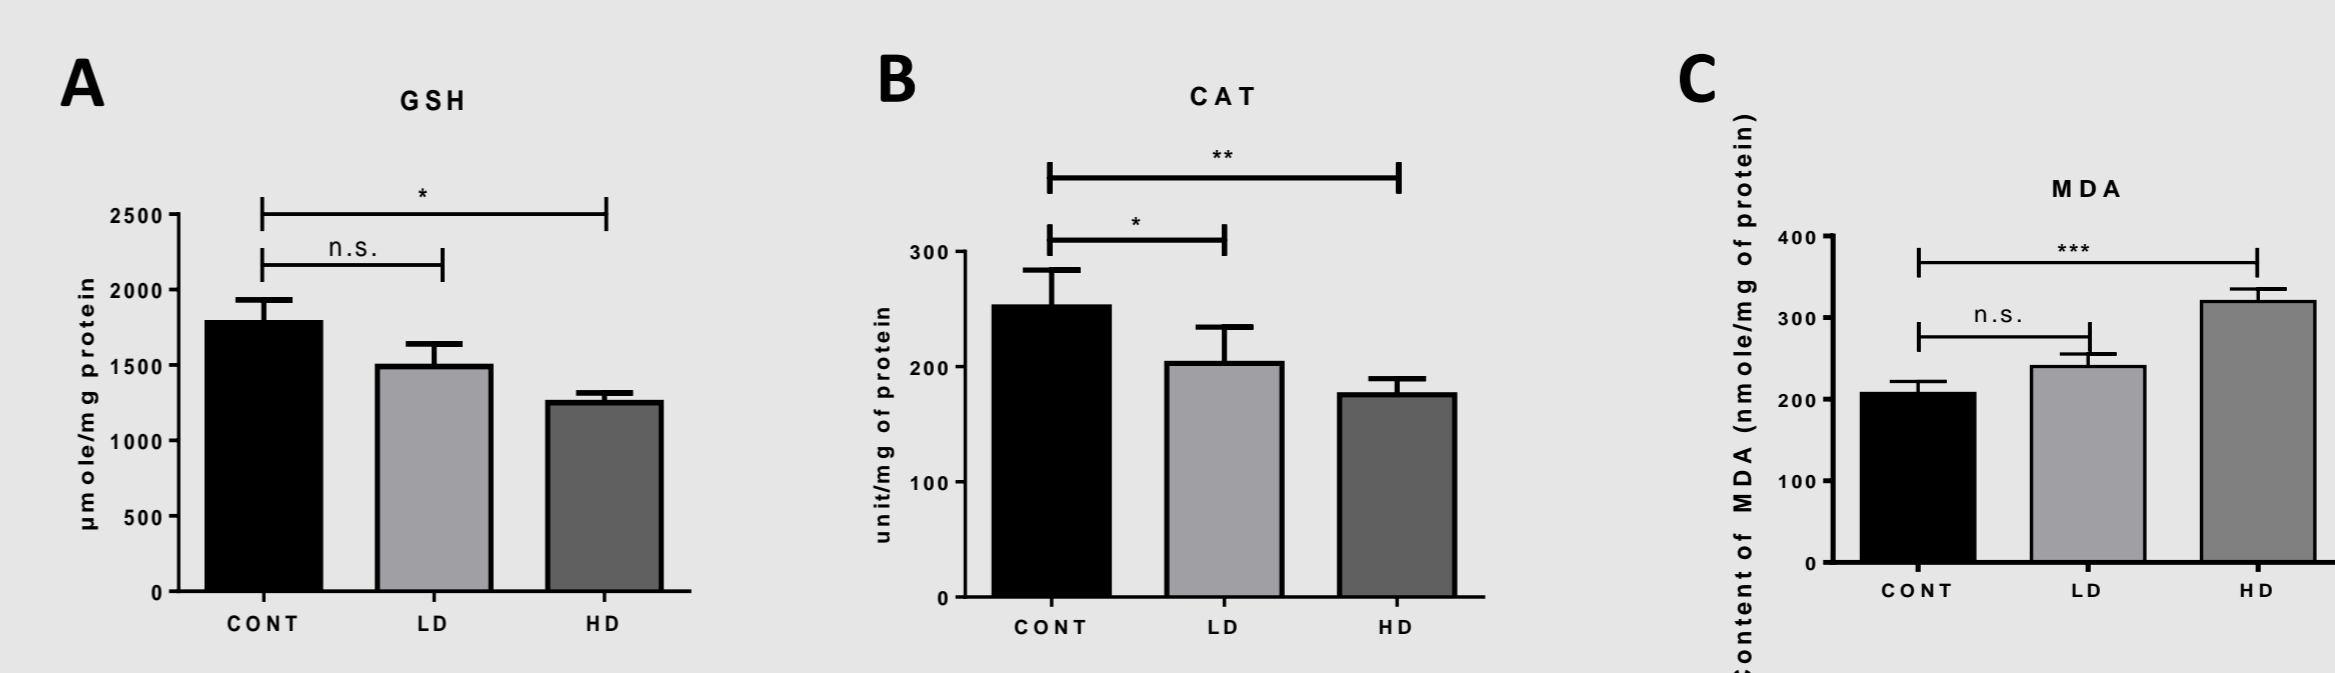 A
GSH
*
n.s.
µmole/mg protein
2500
2000
1500
1000
500
0
CONT LD HD
B
CAT
**
*
unit/mg of protein
300
200
100
0
CONT LD HD
C
MDA
***
n.s.
content of MDA (nmole/mg of protein)
400
300
200
100
0
CONT LD HD